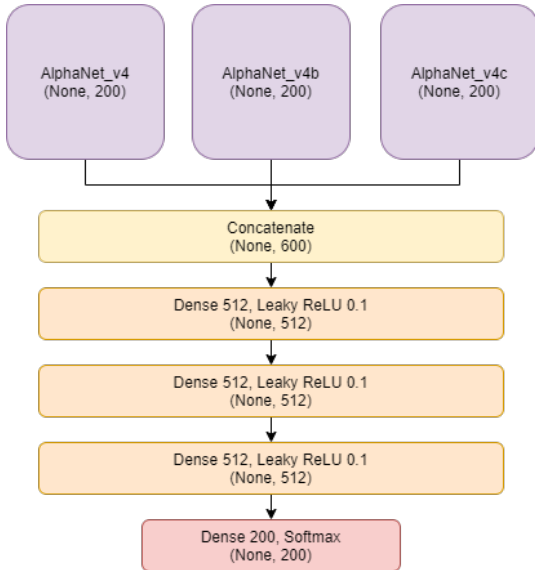 AlphaNet_v4
(None, 200)
AlphaNet_v4b
(None, 200)
AlphaNet_v4c
(None, 200)
Concatenate
(None, 600)
Dense 512, Leaky ReLU 0.1
(None, 512)
Dense 512, Leaky ReLU 0.1
(None, 512)
Dense 512, Leaky ReLU 0.1
(None, 512)
Dense 200, Softmax
(None, 200)